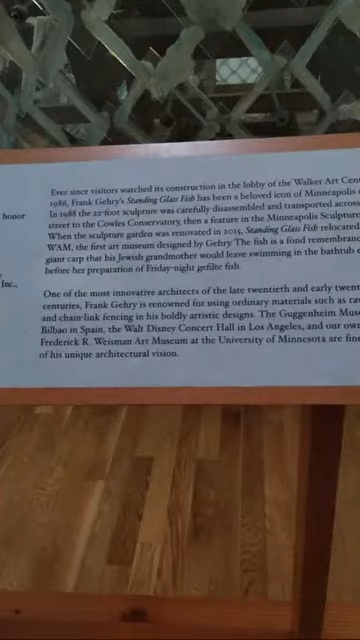 Ever since visitors watched its construction in the lobby of the Walker Art Cent
1986, Frank Gehry's Standing Glass Fish has been a beloved icon of Minneapolis
In 1988 the 22-foot sculpture was carefully disassembled and transported across
honor
street to the Cowles Conservatory, then a feature in the Minneapolis Sculpture
When the sculpture garden was renovated in 2015, Standing Glass Fish relocated
WAM, the first art museum designed by Gehry. The fish is a fond remembranc
giant carp that his Jewish grandmother would leave swimming in the bathtub
Inc.,
before her preparation of Friday-night gefilte fish.
One of the most innovative architects of the late twentieth and early twent
centuries, Frank Gehry is renowned for using ordinary materials such as raw
and chain-link fencing in his boldly artistic designs. The Guggenheim Muse
Bilbao in Spain, the Walt Disney Concert Hall in Los Angeles, and our own
Frederick R. Weisman Art Museum at the University of Minnesota are fine
of his unique architectural vision.